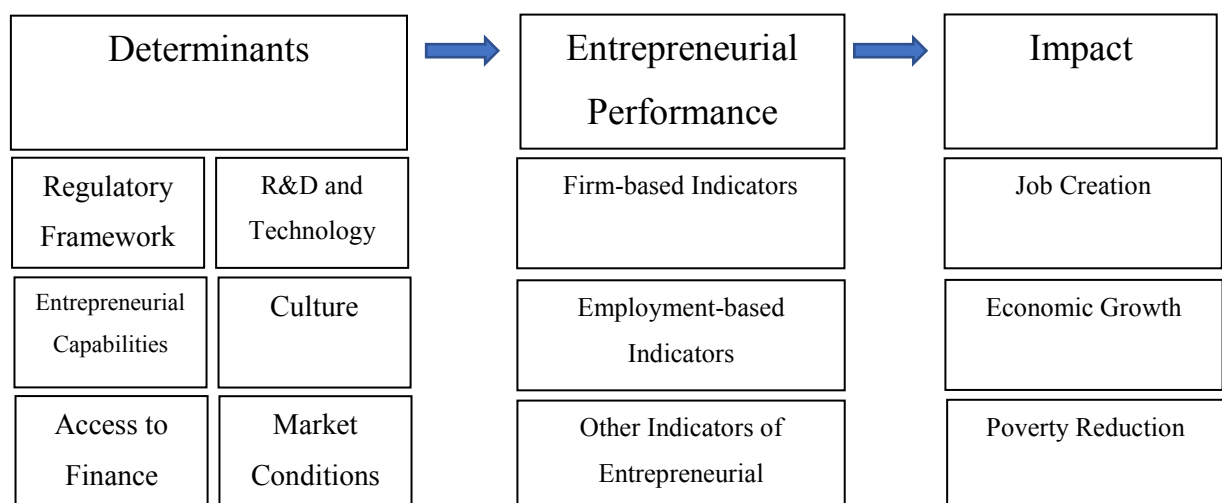 Determinants
Entrepreneurial
Performance
Impact
Regulatory
Framework
R&D and
Technology
Firm-based Indicators
Job Creation
Entrepreneurial
Capabilities
Culture
Employment-based
Indicators
Economic Growth
Access to
Finance
Market
Conditions
Other Indicators of
Entrepreneurial
Poverty Reduction